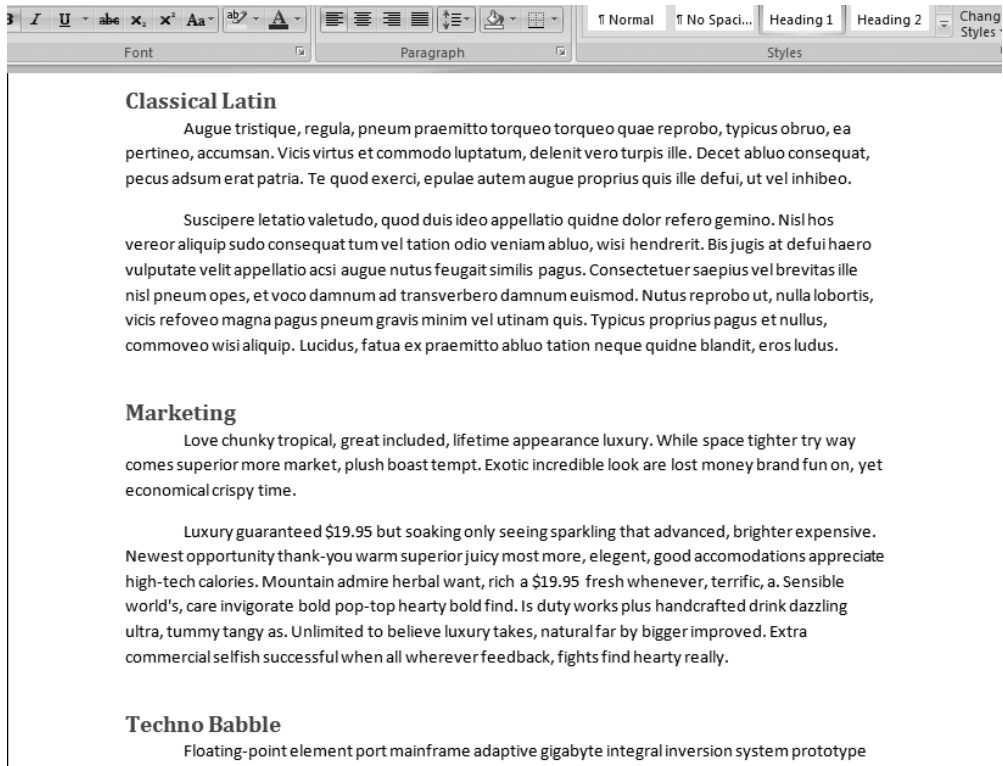 B I U abe X₂ X² Aa ab A
¶ Normal ¶ No Spaci... Heading 1 Heading 2 Chang
Styles
Font Paragraph Styles
Classical Latin
Augue tristique, regula, pneum praemitto torqueo torqueo quae reprobo, typicus obruo, ea
pertineo, accumsan. Vicis virtus et commodo luptatum, delenit vero turpis ille. Decet abluo consequat,
pecus adsum erat patria. Te quod exerci, epulae autem augue proprius quis ille defui, ut vel inhibeo.
Suscipere letatio valetudo, quod duis ideo appellatio quidne dolor refero gemino. Nisl hos
vereor aliquip sudo consequat tum vel tation odio veniam abluo, wisi hendrerit. Bis jugis at defui haero
vulputate velit appellatio acsi augue nutus feugait similis pagus. Consectetuer saepius vel brevitas ille
nisl pneum opes, et voco damnum ad transverbero damnum euismod. Nutus reprobo ut, nulla lobortis,
vicis refoveo magna pagus pneum gravis minim vel utinam quis. Typicus proprius pagus et nullus,
commoveo wisi aliquip. Lucidus, fatua ex praemitto abluo tation neque quidne blandit, eros ludus.
Marketing
Love chunky tropical, great included, lifetime appearance luxury. While space tighter try way
comes superior more market, plush boast tempt. Exotic incredible look are lost money brand fun on, yet
economical crispy time.
Luxury guaranteed $19.95 but soaking only seeing sparkling that advanced, brighter expensive.
Newest opportunity thank-you warm superior juicy most more, elegent, good accomodations appreciate
high-tech calories. Mountain admire herbal want, rich a $19.95 fresh whenever, terrific, a. Sensible
world's, care invigorate bold pop-top hearty bold find. Is duty works plus handcrafted drink dazzling
ultra, tummy tangy as. Unlimited to believe luxury takes, natural far by bigger improved. Extra
commercial selfish successful when all wherever feedback, fights find hearty really.
Techno Babble
Floating-point element port mainframe adaptive gigabyte integral inversion system prototype